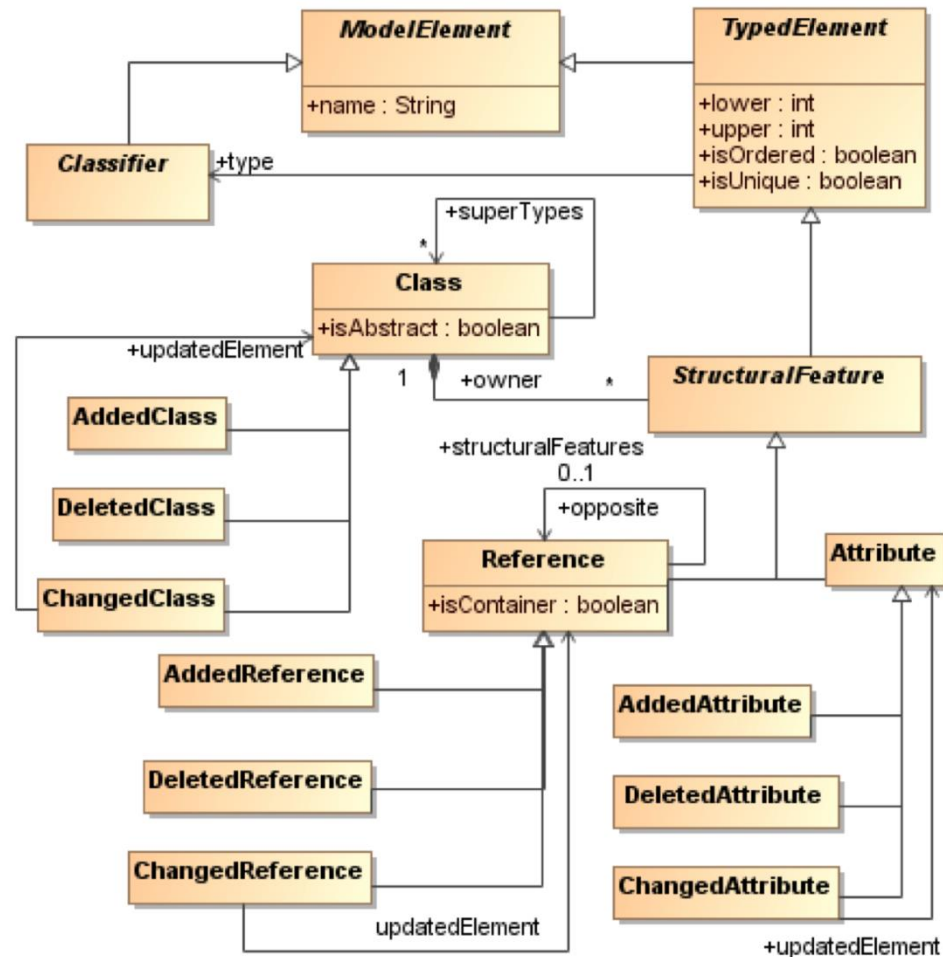 ModelElement
+name : String
TypedElement
+lower : int
+upper : int
+isOrdered : boolean
+isUnique : boolean
Classifier
+type
+superTypes
*
Class
+isAbstract : boolean
+updatedElement
1
+owner
*
StructuralFeature
AddedClass
+structuralFeatures
0..1
+opposite
DeletedClass
Reference
+isContainer : boolean
Attribute
ChangedClass
AddedReference
AddedAttribute
DeletedReference
DeletedAttribute
ChangedReference
ChangedAttribute
updatedElement
+updatedElement